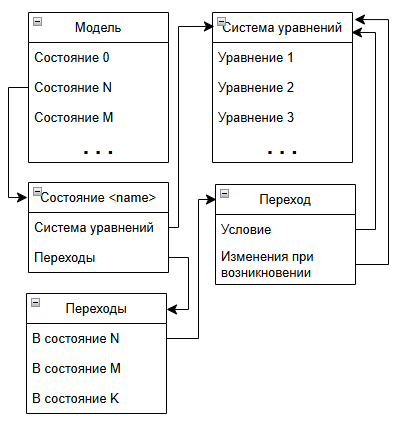 Модель
Состояние 0
Состояние N
Состояние M
. . .
Система уравнений
Уравнение 1
Уравнение 2
Уравнение 3
. . .
Состояние <name>
Система уравнений
Переходы
Переход
Условие
Изменения при
возникновении
Переходы
В состояние N
В состояние M
В состояние K